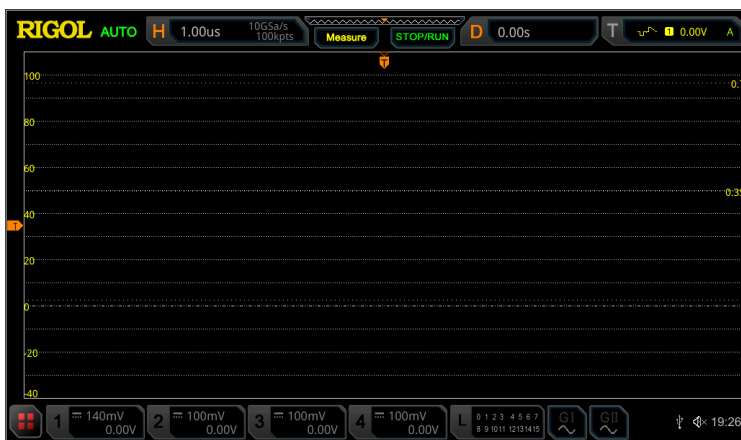 RIGOL AUTO H 1.00us 10GSa/s 100kpts Measure STOP/RUN D 0.00s T 1 0.00V A
T
100
80
60
0.39
T
40
20
0
-20
-40
1 140mV 0.00V 2 100mV 0.00V 3 100mV 0.00V 4 100mV 0.00V L 0 1 2 3 4 5 6 7 8 9 10 11 12 13 14 15 GI GII 19:26